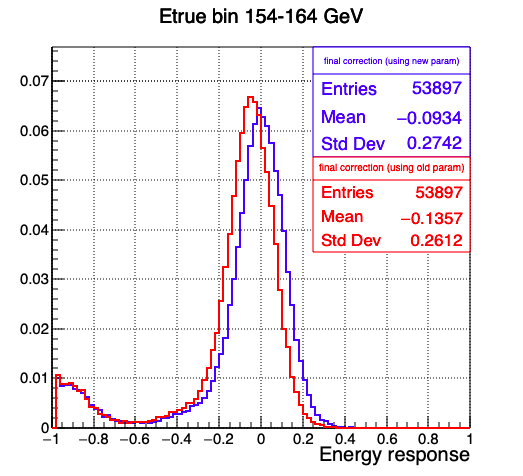 Etrue bin 154-164 GeV
final correction (using new param)
Entries 53897
Mean −0.0934
Std Dev 0.2742
final correction (using old param)
Entries 53897
Mean −0.1357
Std Dev 0.2612
0.07
0.06
0.05
0.04
0.03
0.02
0.01
0
−1 −0.8 −0.6 −0.4 −0.2 0 0.2 0.4 0.6 0.8 1
Energy response